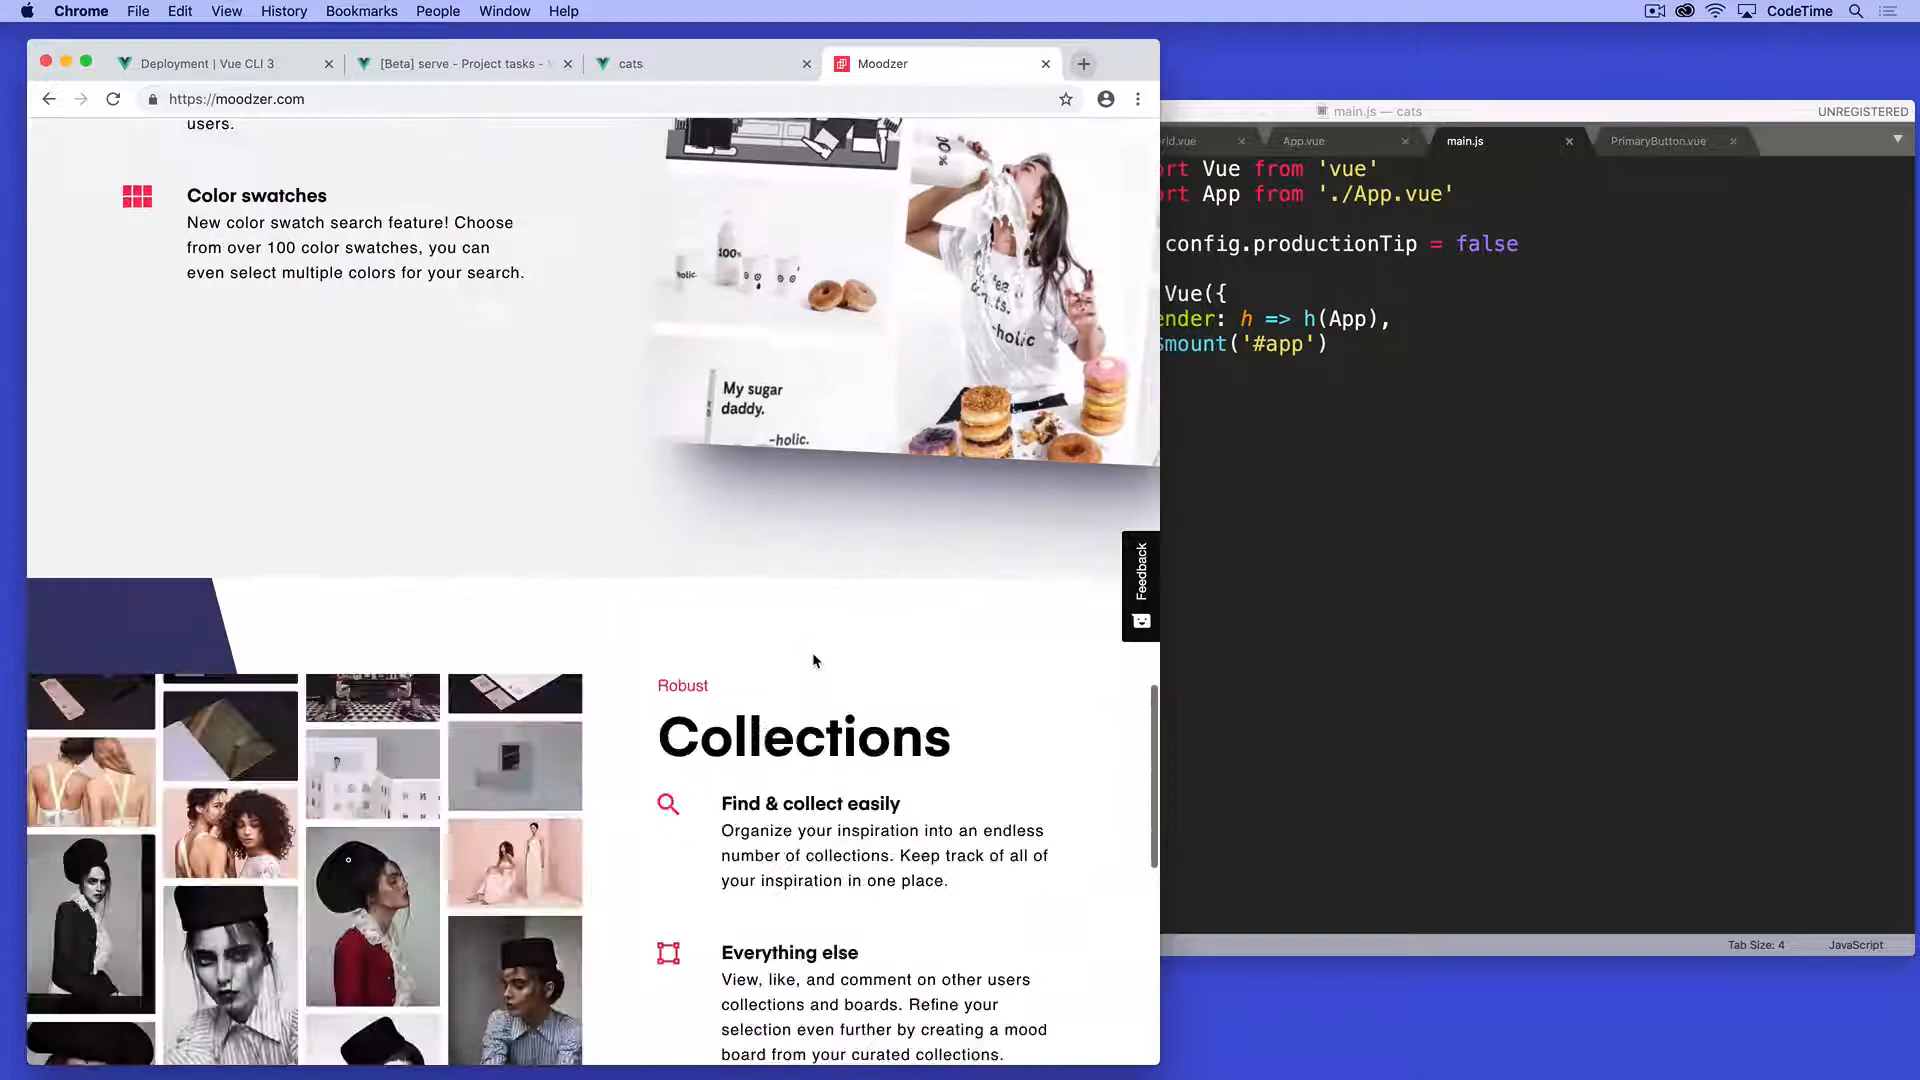 Chrome File Edit View History Bookmarks People Window Help CodeTime
Deployment | Vue CLI 3
[Beta] serve - Project tasks -
cats
Moodzer
https://moodzer.com
users.
Color swatches
New color swatch search feature! Choose
from over 100 color swatches, you can
even select multiple colors for your search.
100%
holic.
-holic
My sugar
daddy.
-holic.
Feedback
Robust
Collections
Find & collect easily
Organize your inspiration into an endless
number of collections. Keep track of all of
your inspiration in one place.
Everything else
View, like, and comment on other users
collections and boards. Refine your
selection even further by creating a mood
board from your curated collections.
main.js — cats
UNREGISTERED
rld.vue
App.vue
main.js
PrimaryButton.vue
ort Vue from 'vue'
ort App from './App.vue'
config.productionTip = false
Vue({
ender: h => h(App),
$mount('#app')
Tab Size: 4
JavaScript